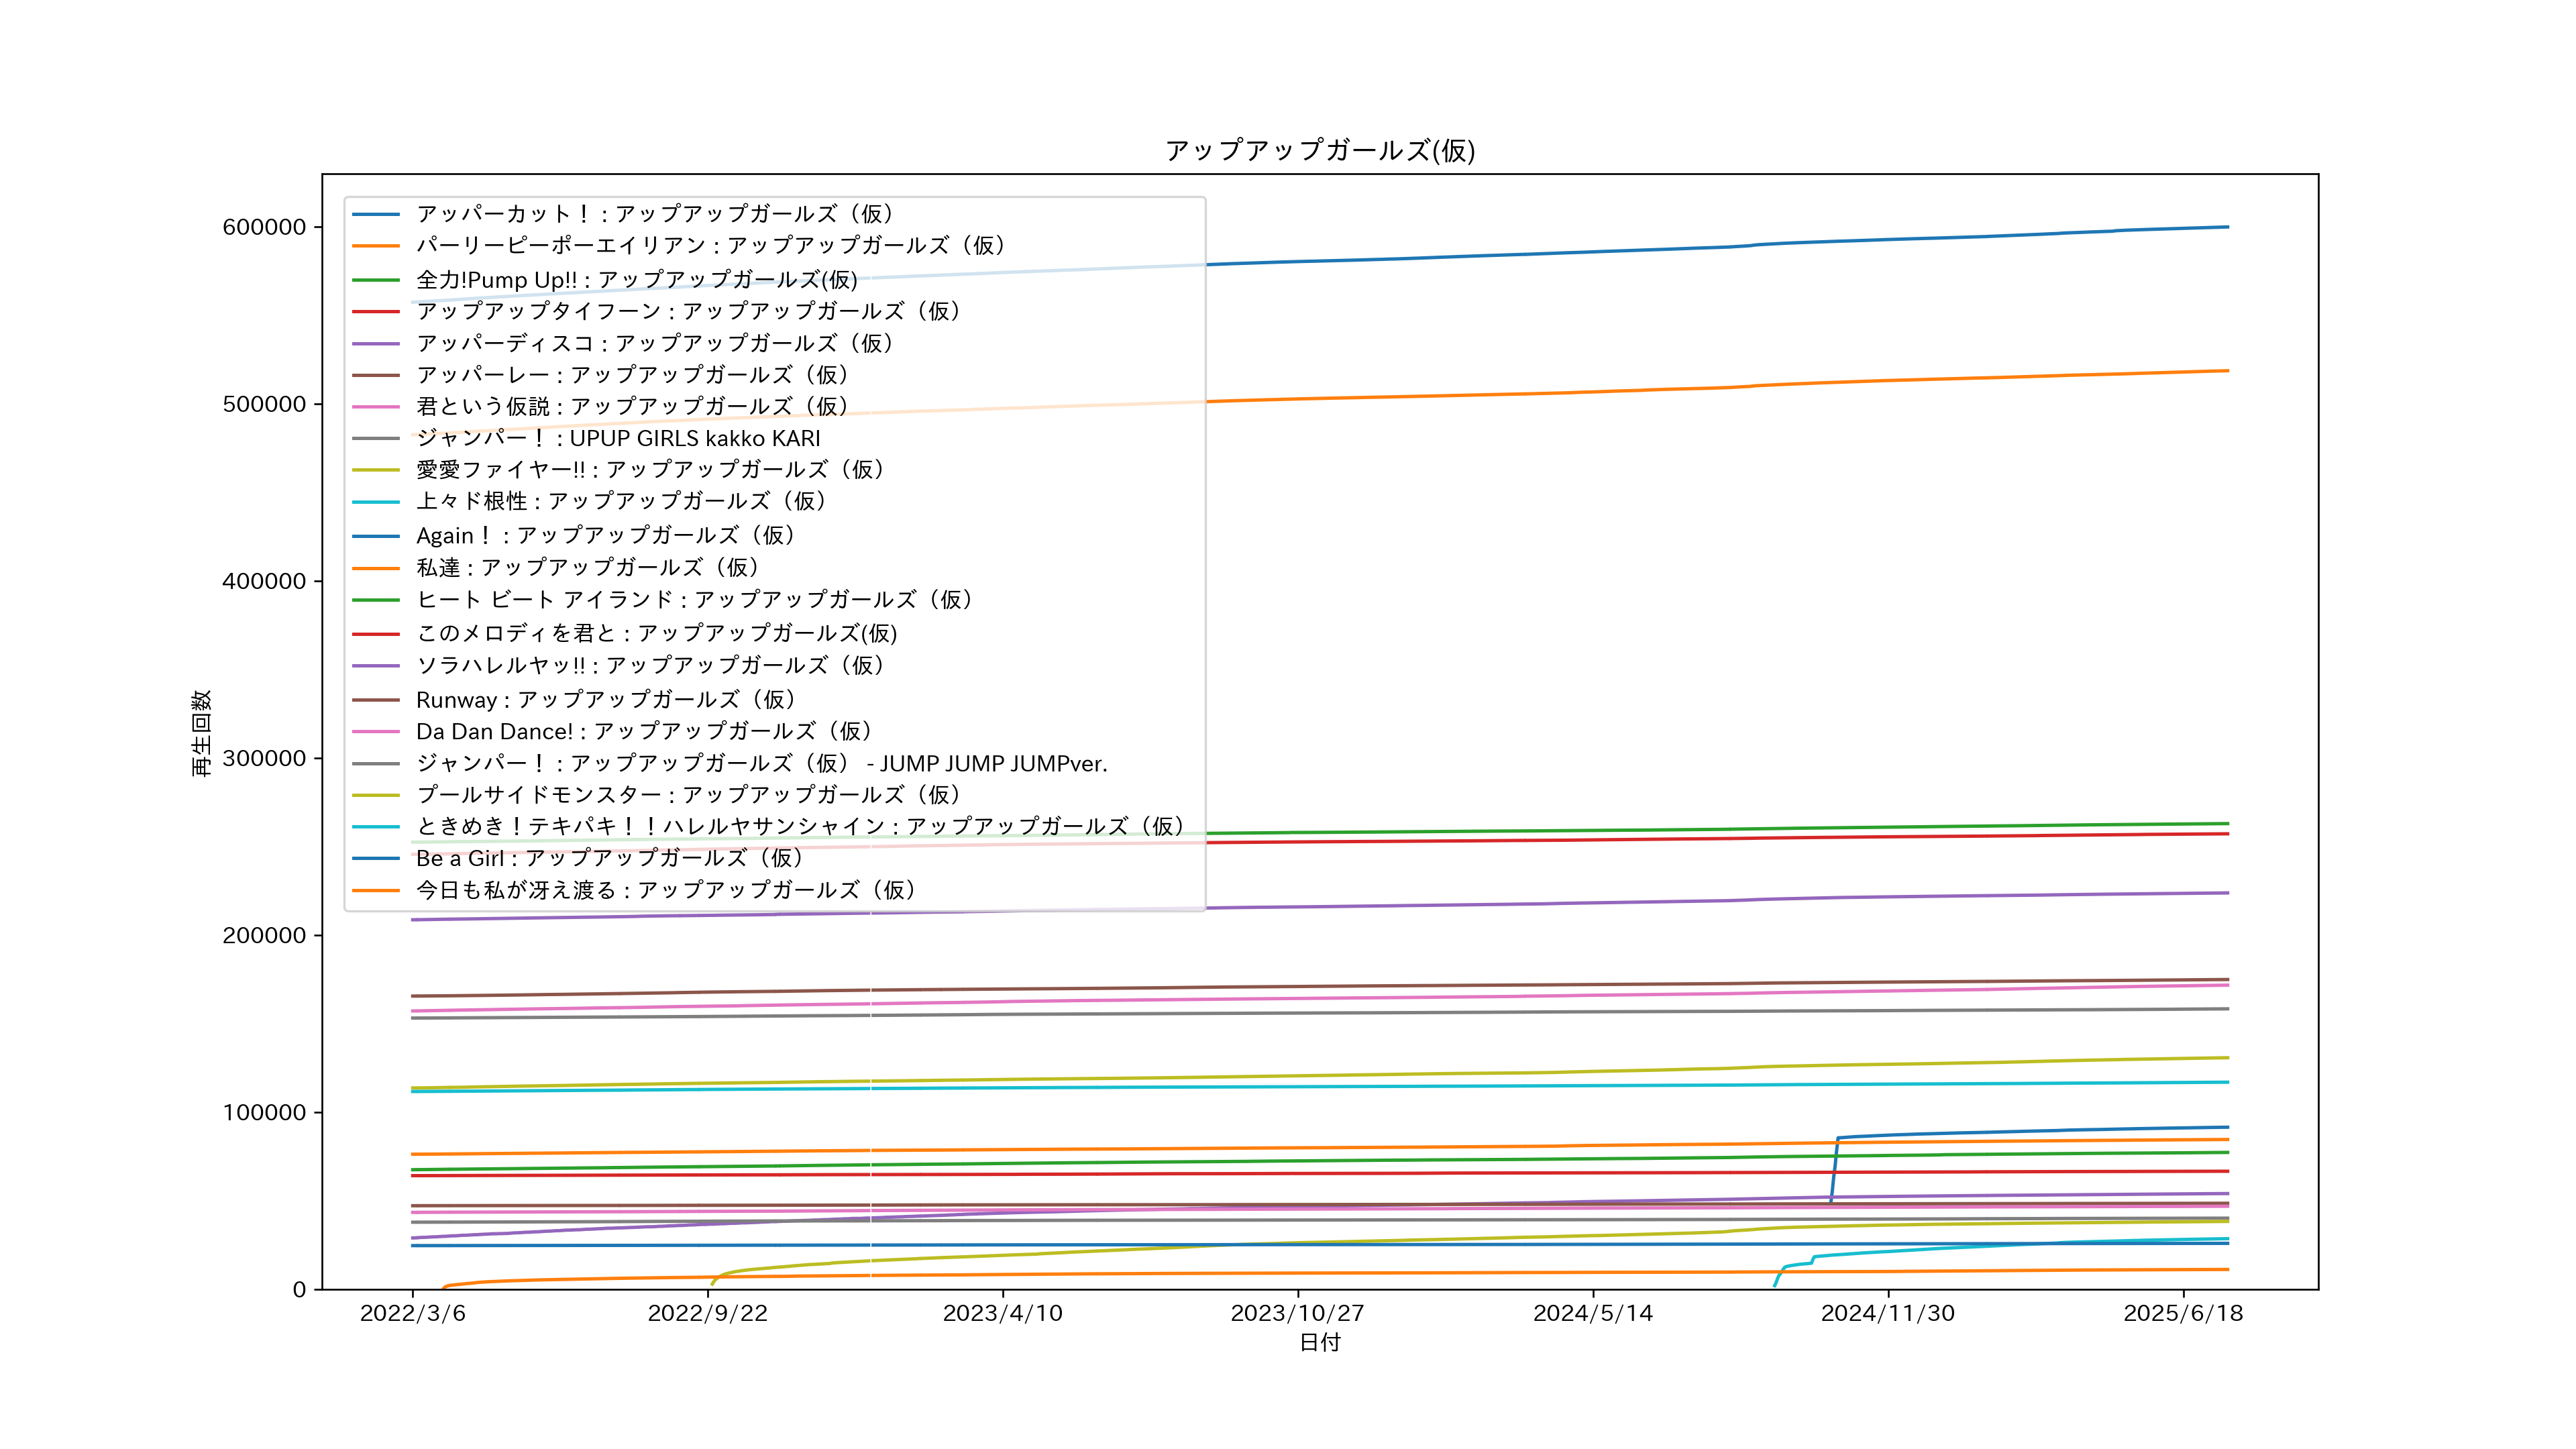 アップアップガールズ(仮)
600000
500000
400000
300000
200000
100000
0
再生回数
アッパーカット！ : アップアップガールズ（仮）
パーリーピーポーエイリアン : アップアップガールズ（仮）
全力!Pump Up!! : アップアップガールズ(仮)
アップアップタイフーン : アップアップガールズ（仮）
アッパーディスコ : アップアップガールズ（仮）
アッパーレー : アップアップガールズ（仮）
君という仮説 : アップアップガールズ（仮）
ジャンパー！ : UPUP GIRLS kakko KARI
愛愛ファイヤー!! : アップアップガールズ（仮）
上々ド根性 : アップアップガールズ（仮）
Again！ : アップアップガールズ（仮）
私達 : アップアップガールズ（仮）
ヒート ビート アイランド : アップアップガールズ（仮）
このメロディを君と : アップアップガールズ(仮)
ソラハレルヤッ!! : アップアップガールズ（仮）
Runway : アップアップガールズ（仮）
Da Dan Dance! : アップアップガールズ（仮）
ジャンパー！ : アップアップガールズ（仮） - JUMP JUMP JUMPver.
プールサイドモンスター : アップアップガールズ（仮）
ときめき！テキパキ！！ハレルヤサンシャイン : アップアップガールズ（仮）
Be a Girl : アップアップガールズ（仮）
今日も私が冴え渡る : アップアップガールズ（仮）
2022/3/6 2022/9/22 2023/4/10 2023/10/27 2024/5/14 2024/11/30 2025/6/18
日付